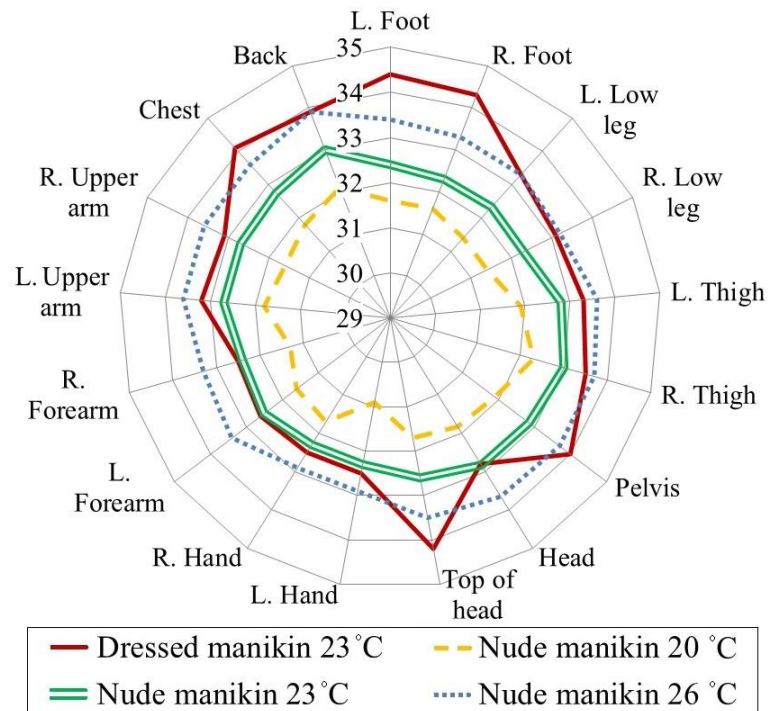 L. Foot
R. Foot
L. Low
leg
R. Low
leg
L. Thigh
R. Thigh
Pelvis
Head
Top of
head
L. Hand
R. Hand
L.
Forearm
R.
Forearm
L. Upper
arm
R. Upper
arm
Chest
Back
35
34
33
32
31
30
29
Dressed manikin 23˚C
Nude manikin 20 ˚C
Nude manikin 23˚C
Nude manikin 26 ˚C